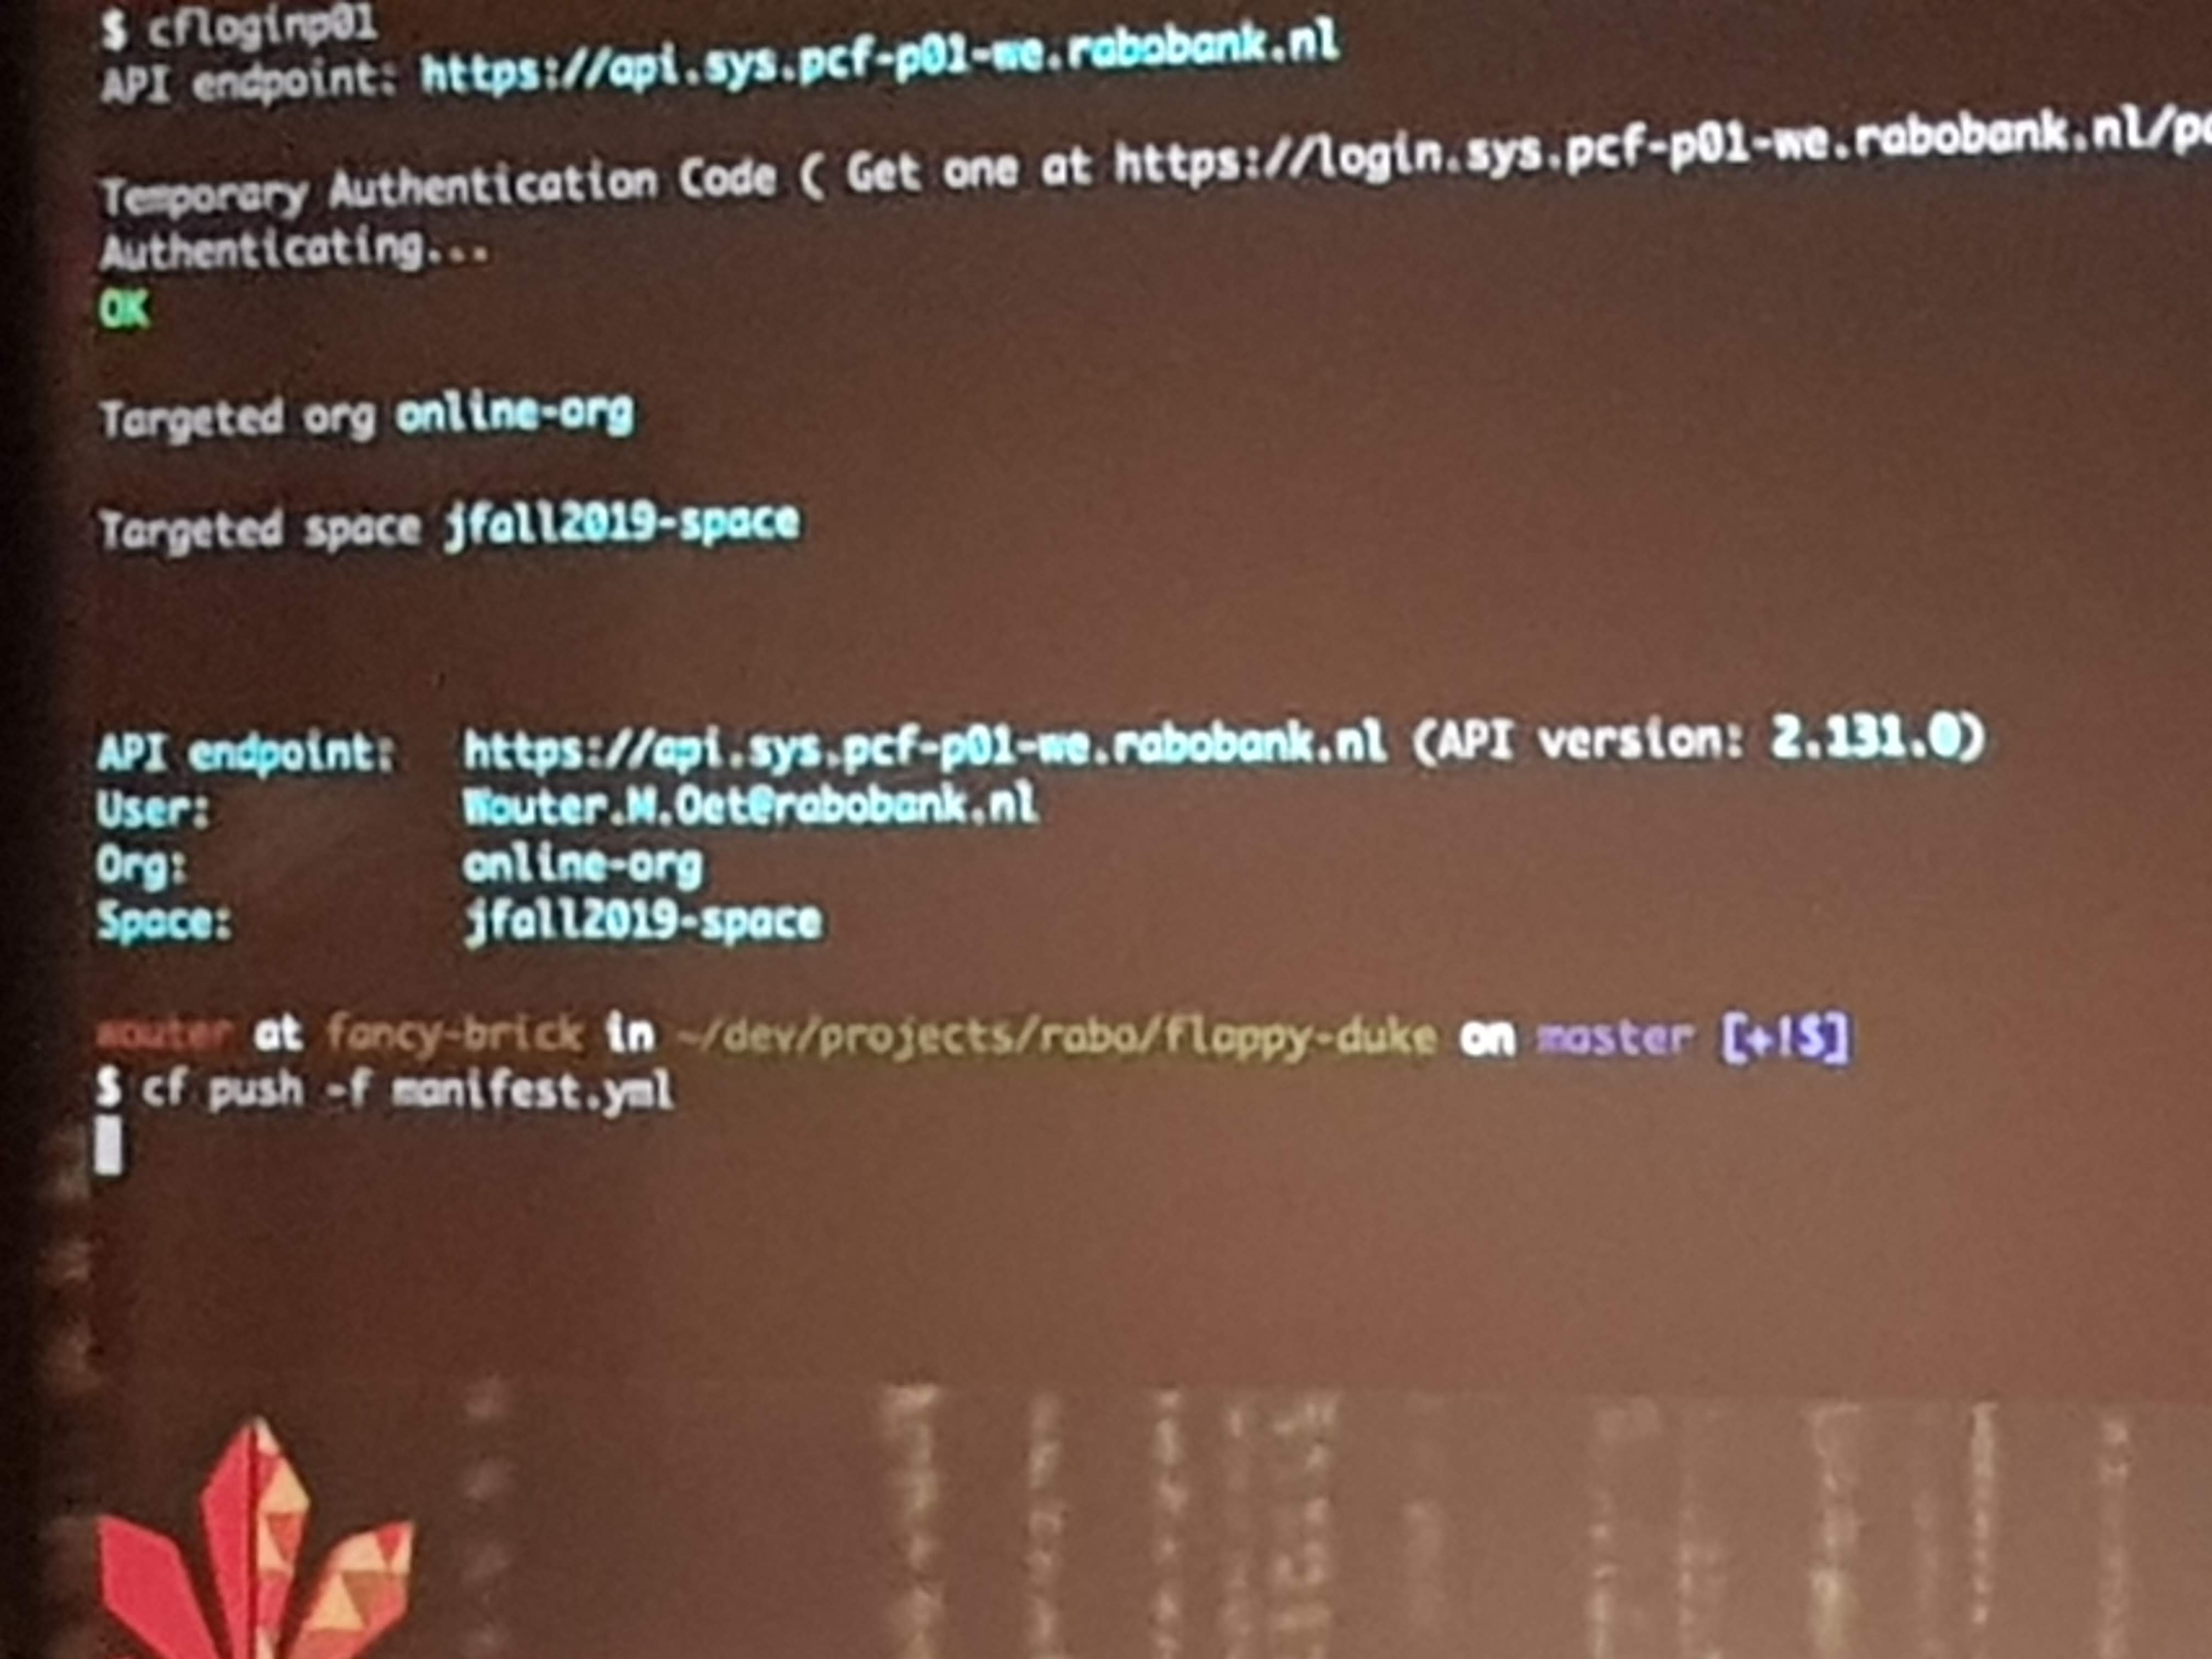 $ cfloginp01
API endpoint: https://api.sys.pcf-p01-we.rabobank.nl
Temporary Authentication Code ( Get one at https://login.sys.pcf-p01-we.rabobank.nl/pa
Authenticating...
OK
Targeted org online-org
Targeted space jfall2019-space
API endpoint: https://api.sys.pcf-p01-we.rabobank.nl (API version: 2.131.0)
User: Wouter.M.Oet@rabobank.nl
Org: online-org
Space: jfall2019-space
wouter at fancy-brick in ~/dev/projects/rabo/flappy-duke on master [+!$]
$ cf push -f manifest.yml